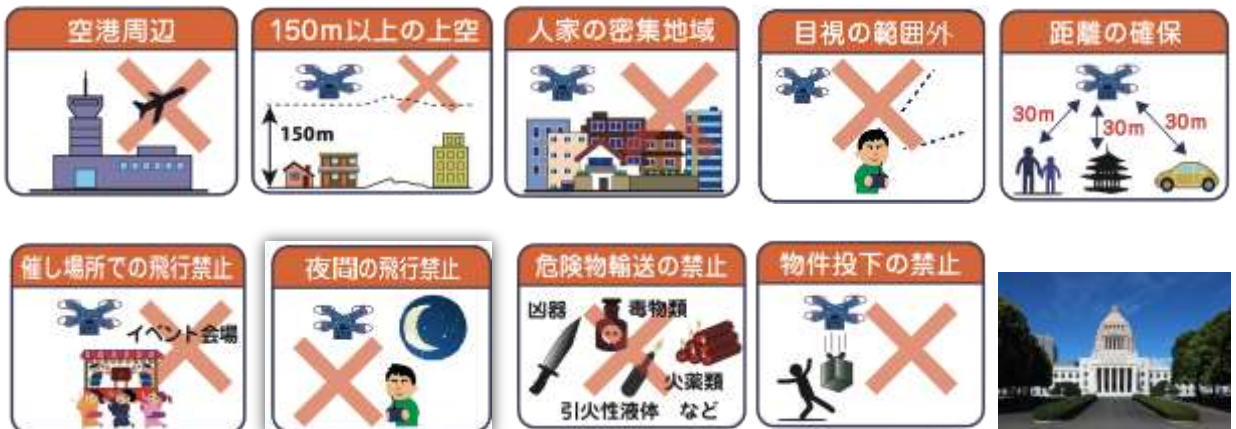 空港周辺
150m以上の上空
150m
人家の密集地域
目視の範囲外
距離の確保
30m
30m
30m
催し場所での飛行禁止
イベント会場
夜間の飛行禁止
危険物輸送の禁止
凶器
毒物類
火薬類
引火性液体 など
物件投下の禁止